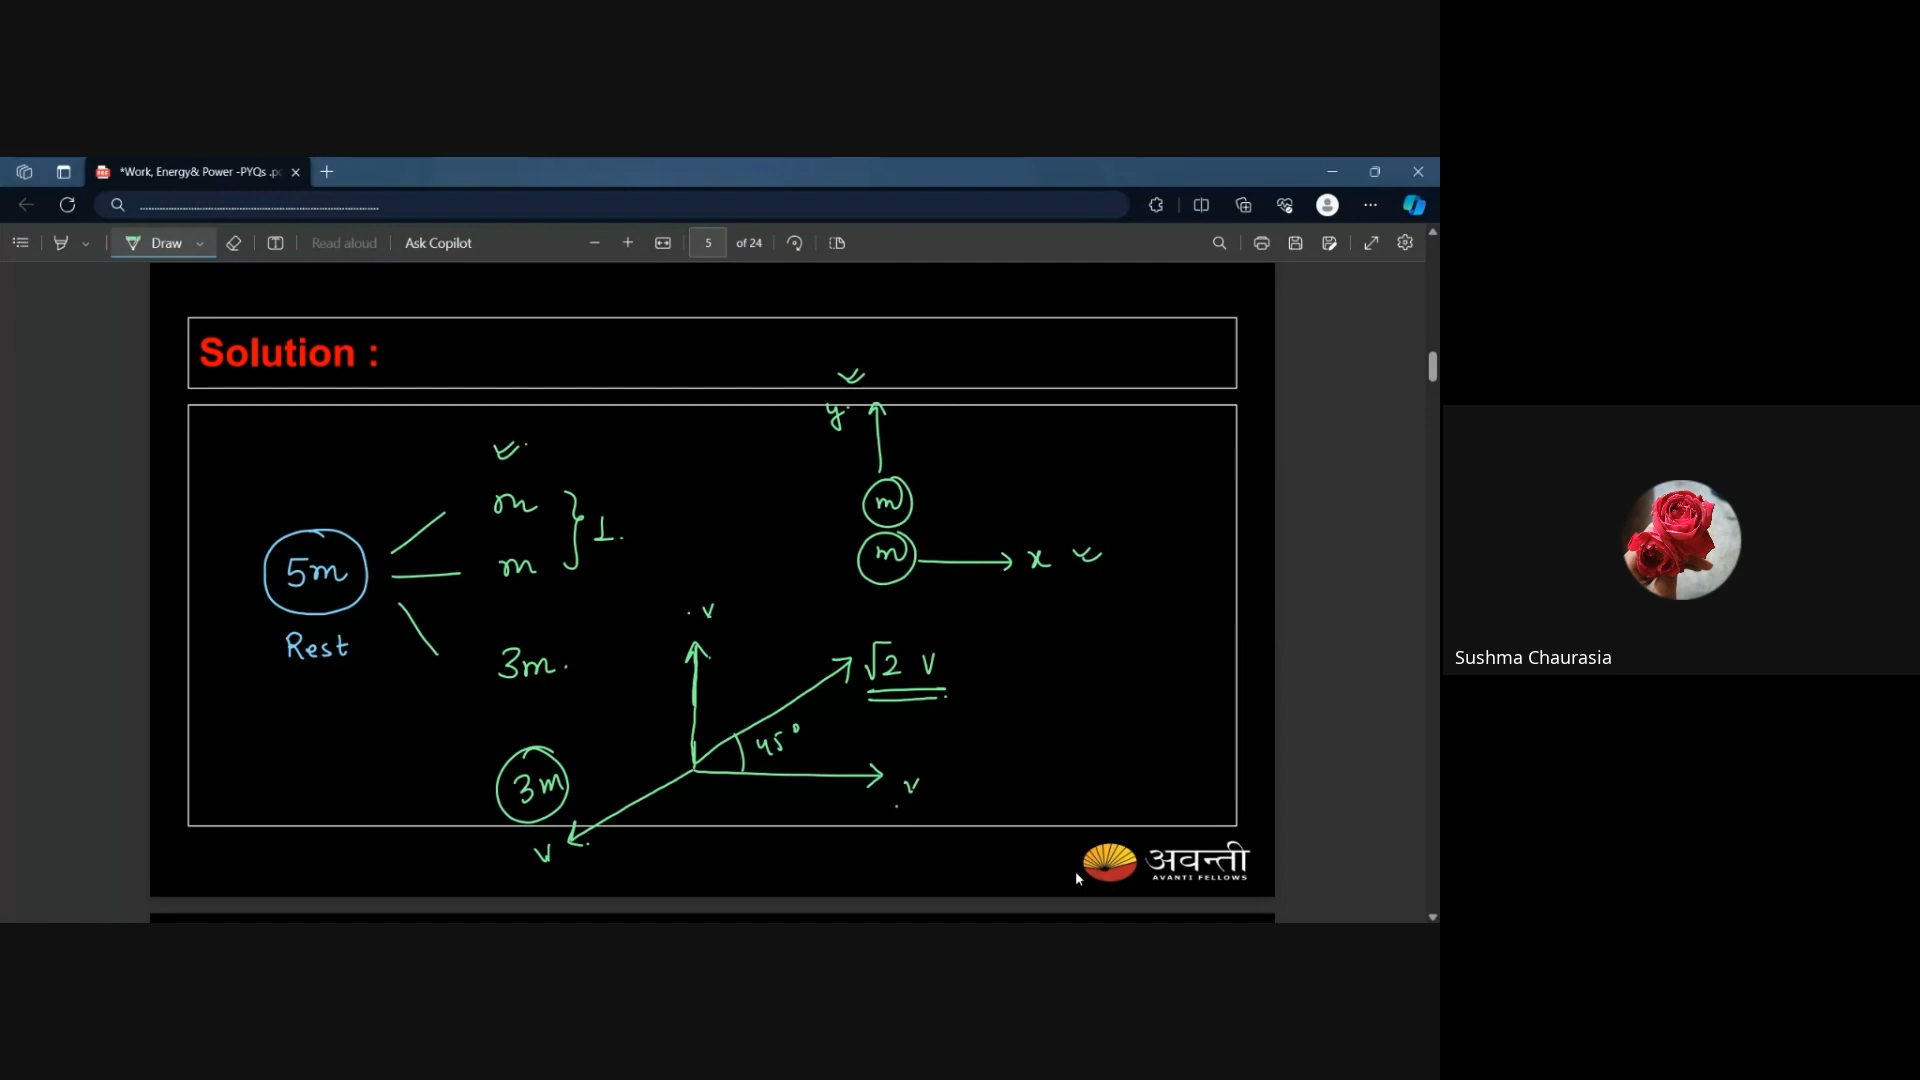 *Work, Energy& Power -PYQs .p
Draw
Read aloud
Ask Copilot
5
of 24
Solution :
y
m
m
m
m
⊥.
x
5m
Rest
3m.
v
√2 v
45°
v
3m
v
अवन्ती
AVANTI FELLOWS
Sushma Chaurasia